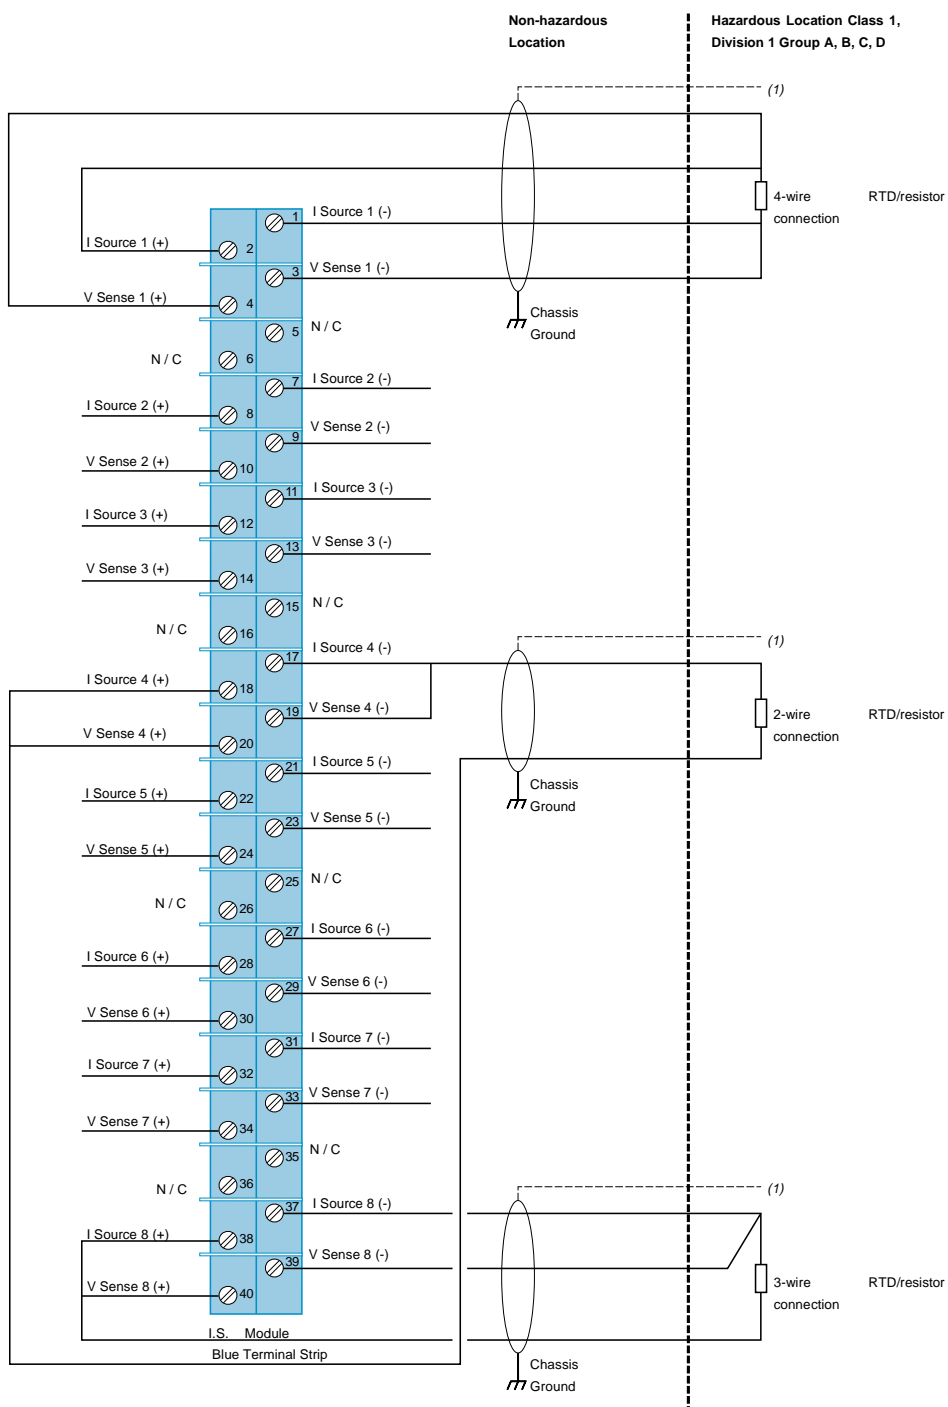 Non-hazardous
Location
Hazardous Location Class 1,
Division 1 Group A, B, C, D
(1)
4-wire
connection
RTD/resistor
1 I Source 1 (-)
I Source 1 (+) 2
3 V Sense 1 (-)
V Sense 1 (+) 4
Chassis
Ground
5 N / C
N / C 6
7 I Source 2 (-)
I Source 2 (+) 8
9 V Sense 2 (-)
V Sense 2 (+) 10
11 I Source 3 (-)
I Source 3 (+) 12
13 V Sense 3 (-)
V Sense 3 (+) 14
15 N / C
N / C 16
(1)
17 I Source 4 (-)
I Source 4 (+) 18
19 V Sense 4 (-)
V Sense 4 (+) 20
2-wire
connection
RTD/resistor
21 I Source 5 (-)
I Source 5 (+) 22
Chassis
Ground
23 V Sense 5 (-)
V Sense 5 (+) 24
25 N / C
N / C 26
27 I Source 6 (-)
I Source 6 (+) 28
29 V Sense 6 (-)
V Sense 6 (+) 30
31 I Source 7 (-)
I Source 7 (+) 32
33 V Sense 7 (-)
V Sense 7 (+) 34
35 N / C
N / C 36
(1)
37 I Source 8 (-)
I Source 8 (+) 38
39 V Sense 8 (-)
V Sense 8 (+) 40
3-wire
connection
RTD/resistor
I.S. Module
Blue Terminal Strip
Chassis
Ground